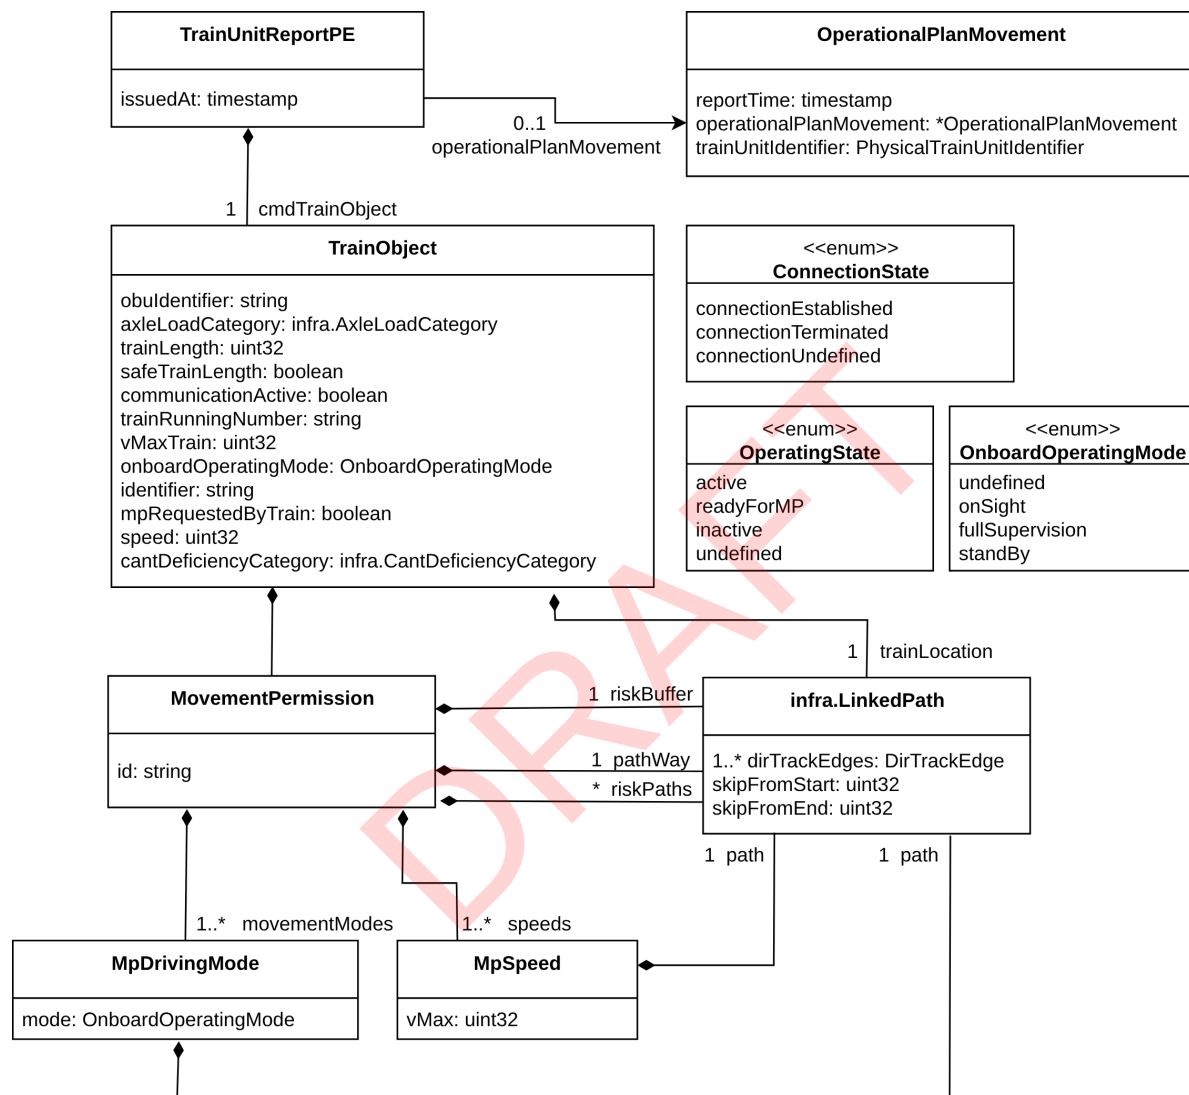 TrainUnitReportPE
issuedAt: timestamp
OperationalPlanMovement
reportTime: timestamp
operationalPlanMovement: *OperationalPlanMovement
trainUnitIdentifier: PhysicalTrainUnitIdentifier
0..1
operationalPlanMovement
1 cmdTrainObject
TrainObject
obuIdentifier: string
axleLoadCategory: infra.AxleLoadCategory
trainLength: uint32
safeTrainLength: boolean
communicationActive: boolean
trainRunningNumber: string
vMaxTrain: uint32
onboardOperatingMode: OnboardOperatingMode
identifier: string
mpRequestedByTrain: boolean
speed: uint32
cantDeficiencyCategory: infra.CantDeficiencyCategory
<<enum>>
ConnectionState
connectionEstablished
connectionTerminated
connectionUndefined
<<enum>>
OperatingState
active
readyForMP
inactive
undefined
<<enum>>
OnboardOperatingMode
undefined
onSight
fullSupervision
standBy
1 trainLocation
MovementPermission
id: string
1 riskBuffer
1 pathWay
* riskPaths
infra.LinkedPath
1..* dirTrackEdges: DirTrackEdge
skipFromStart: uint32
skipFromEnd: uint32
1 path
1 path
1..* movementModes
1..* speeds
MpDrivingMode
mode: OnboardOperatingMode
MpSpeed
vMax: uint32
DRAFT